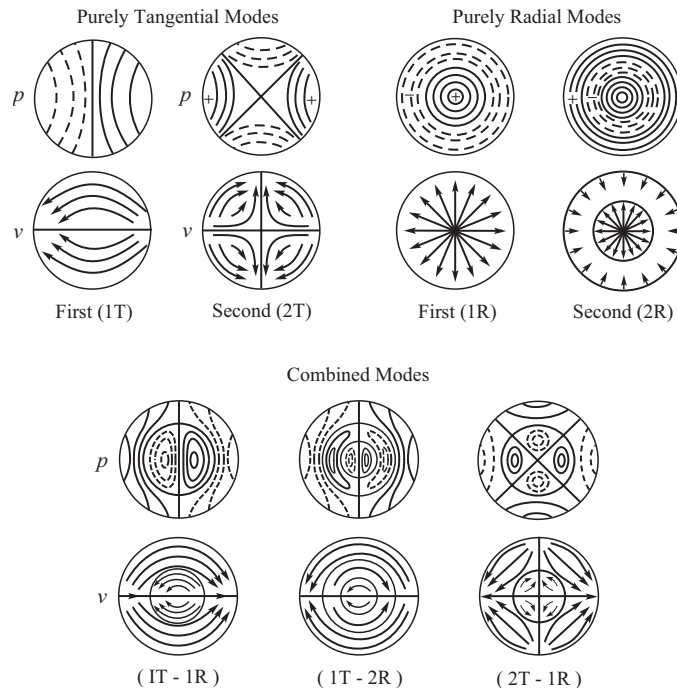 Purely Tangential Modes Purely Radial Modes
p + p + − + + −
v v
First (1T) Second (2T) First (1R) Second (2R)
Combined Modes
p
v
( IT - 1R ) ( 1T - 2R ) ( 2T - 1R )